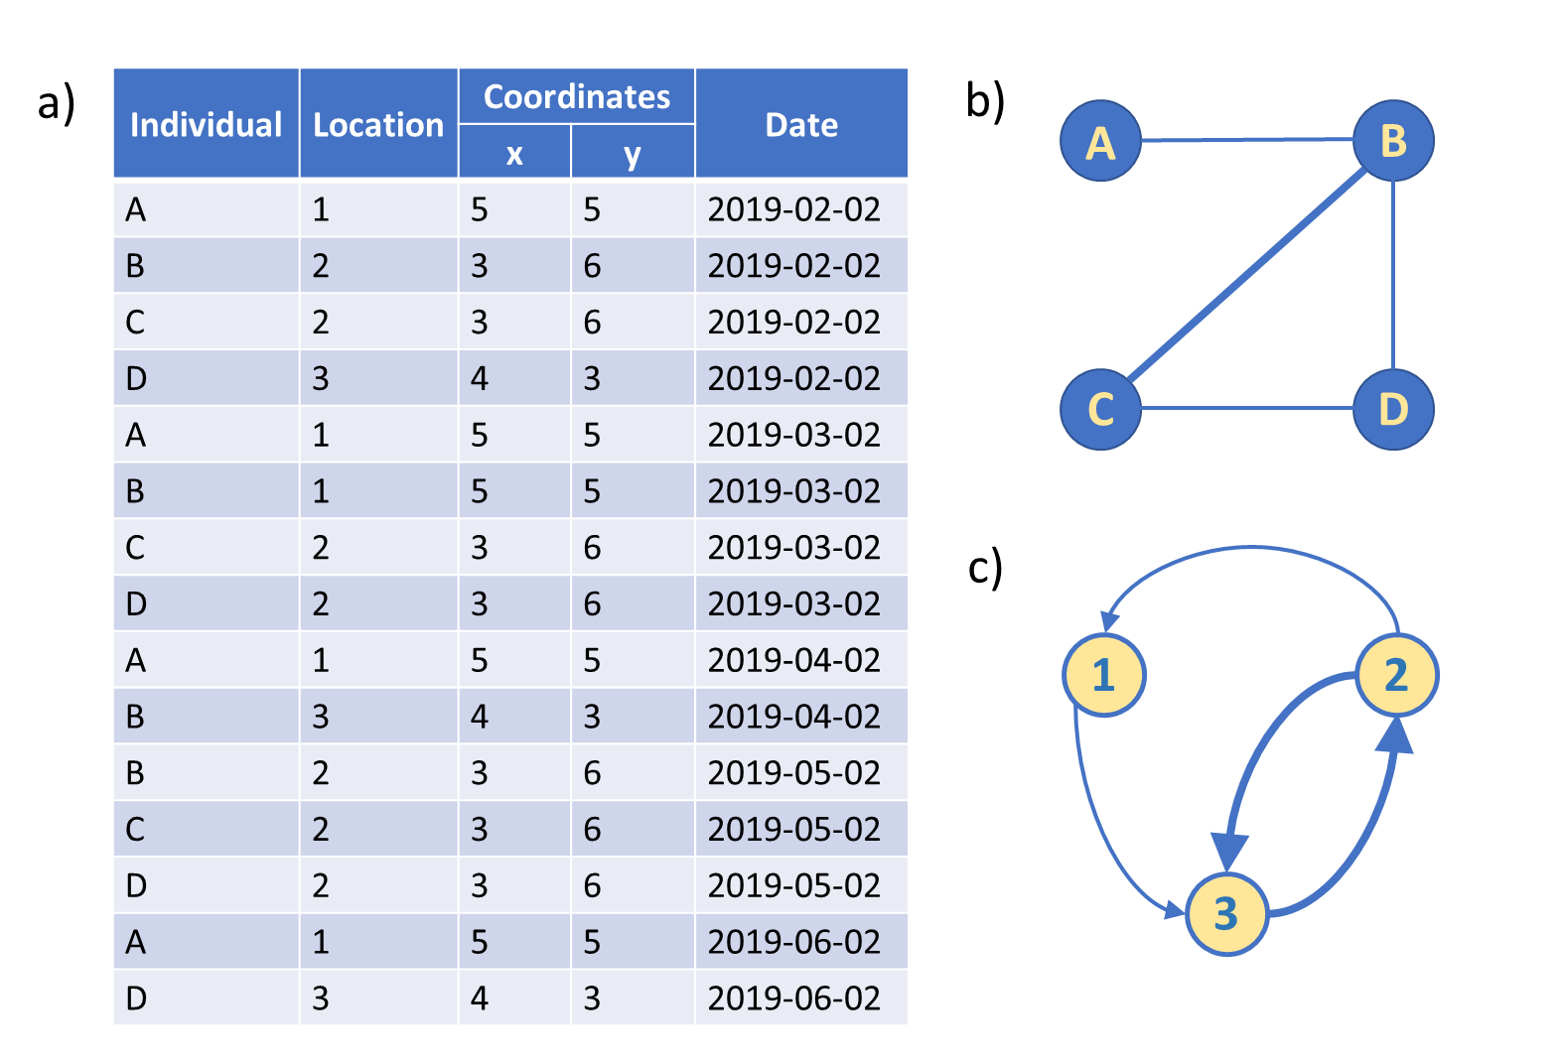 a)
Individual Location Coordinates Date
x y
A 1 5 5 2019-02-02
B 2 3 6 2019-02-02
C 2 3 6 2019-02-02
D 3 4 3 2019-02-02
A 1 5 5 2019-03-02
B 1 5 5 2019-03-02
C 2 3 6 2019-03-02
D 2 3 6 2019-03-02
A 1 5 5 2019-04-02
B 3 4 3 2019-04-02
B 2 3 6 2019-05-02
C 2 3 6 2019-05-02
D 2 3 6 2019-05-02
A 1 5 5 2019-06-02
D 3 4 3 2019-06-02
b)
A B
C D
c)
1 2
3